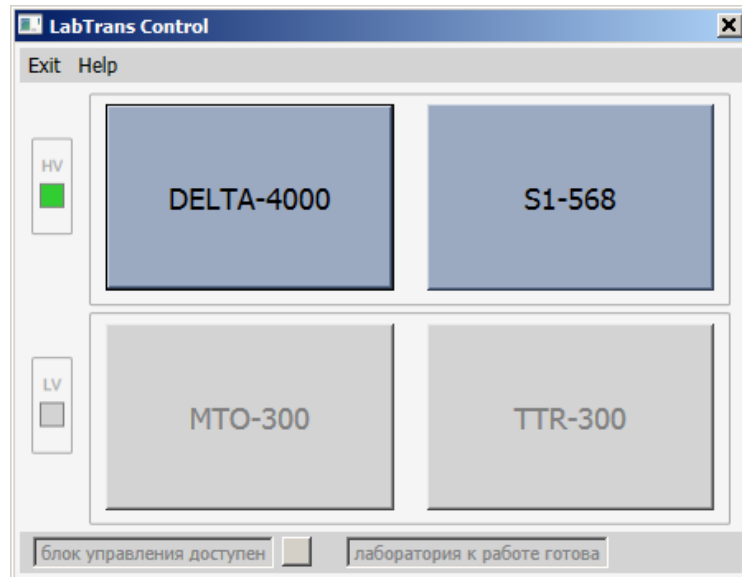 LabTrans Control
Exit Help
HV
DELTA-4000
S1-568
LV
MTO-300
TTR-300
блок управления доступен
лаборатория к работе готова